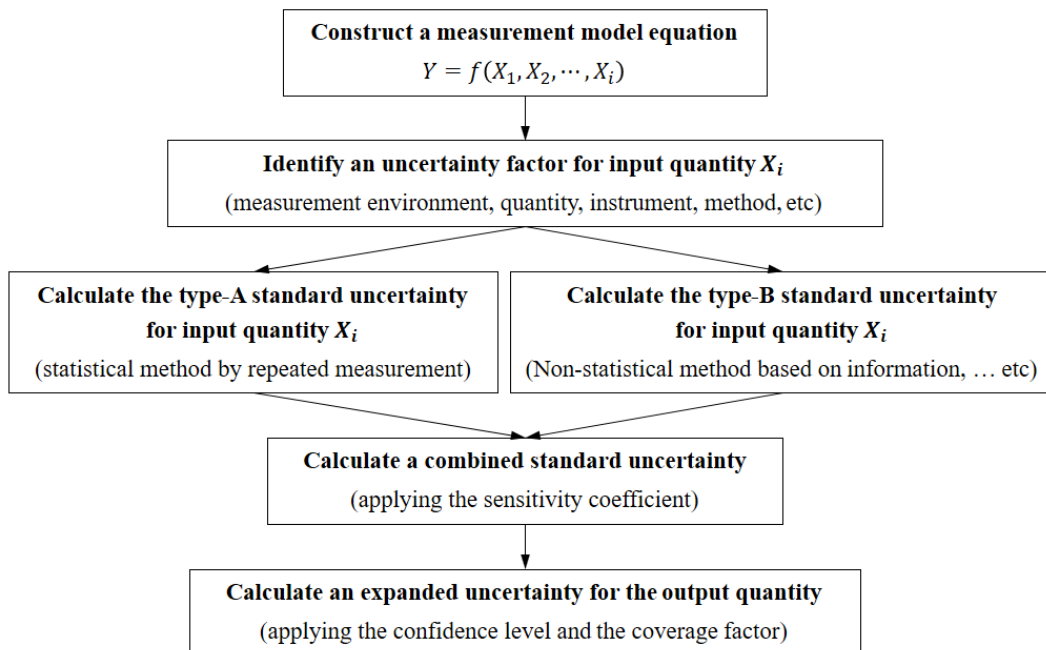 Construct a measurement model equation
Y = f(X₁, X₂, ⋯, Xᵢ)
Identify an uncertainty factor for input quantity Xᵢ
(measurement environment, quantity, instrument, method, etc)
Calculate the type-A standard uncertainty
for input quantity Xᵢ
(statistical method by repeated measurement)
Calculate the type-B standard uncertainty
for input quantity Xᵢ
(Non-statistical method based on information, … etc)
Calculate a combined standard uncertainty
(applying the sensitivity coefficient)
Calculate an expanded uncertainty for the output quantity
(applying the confidence level and the coverage factor)